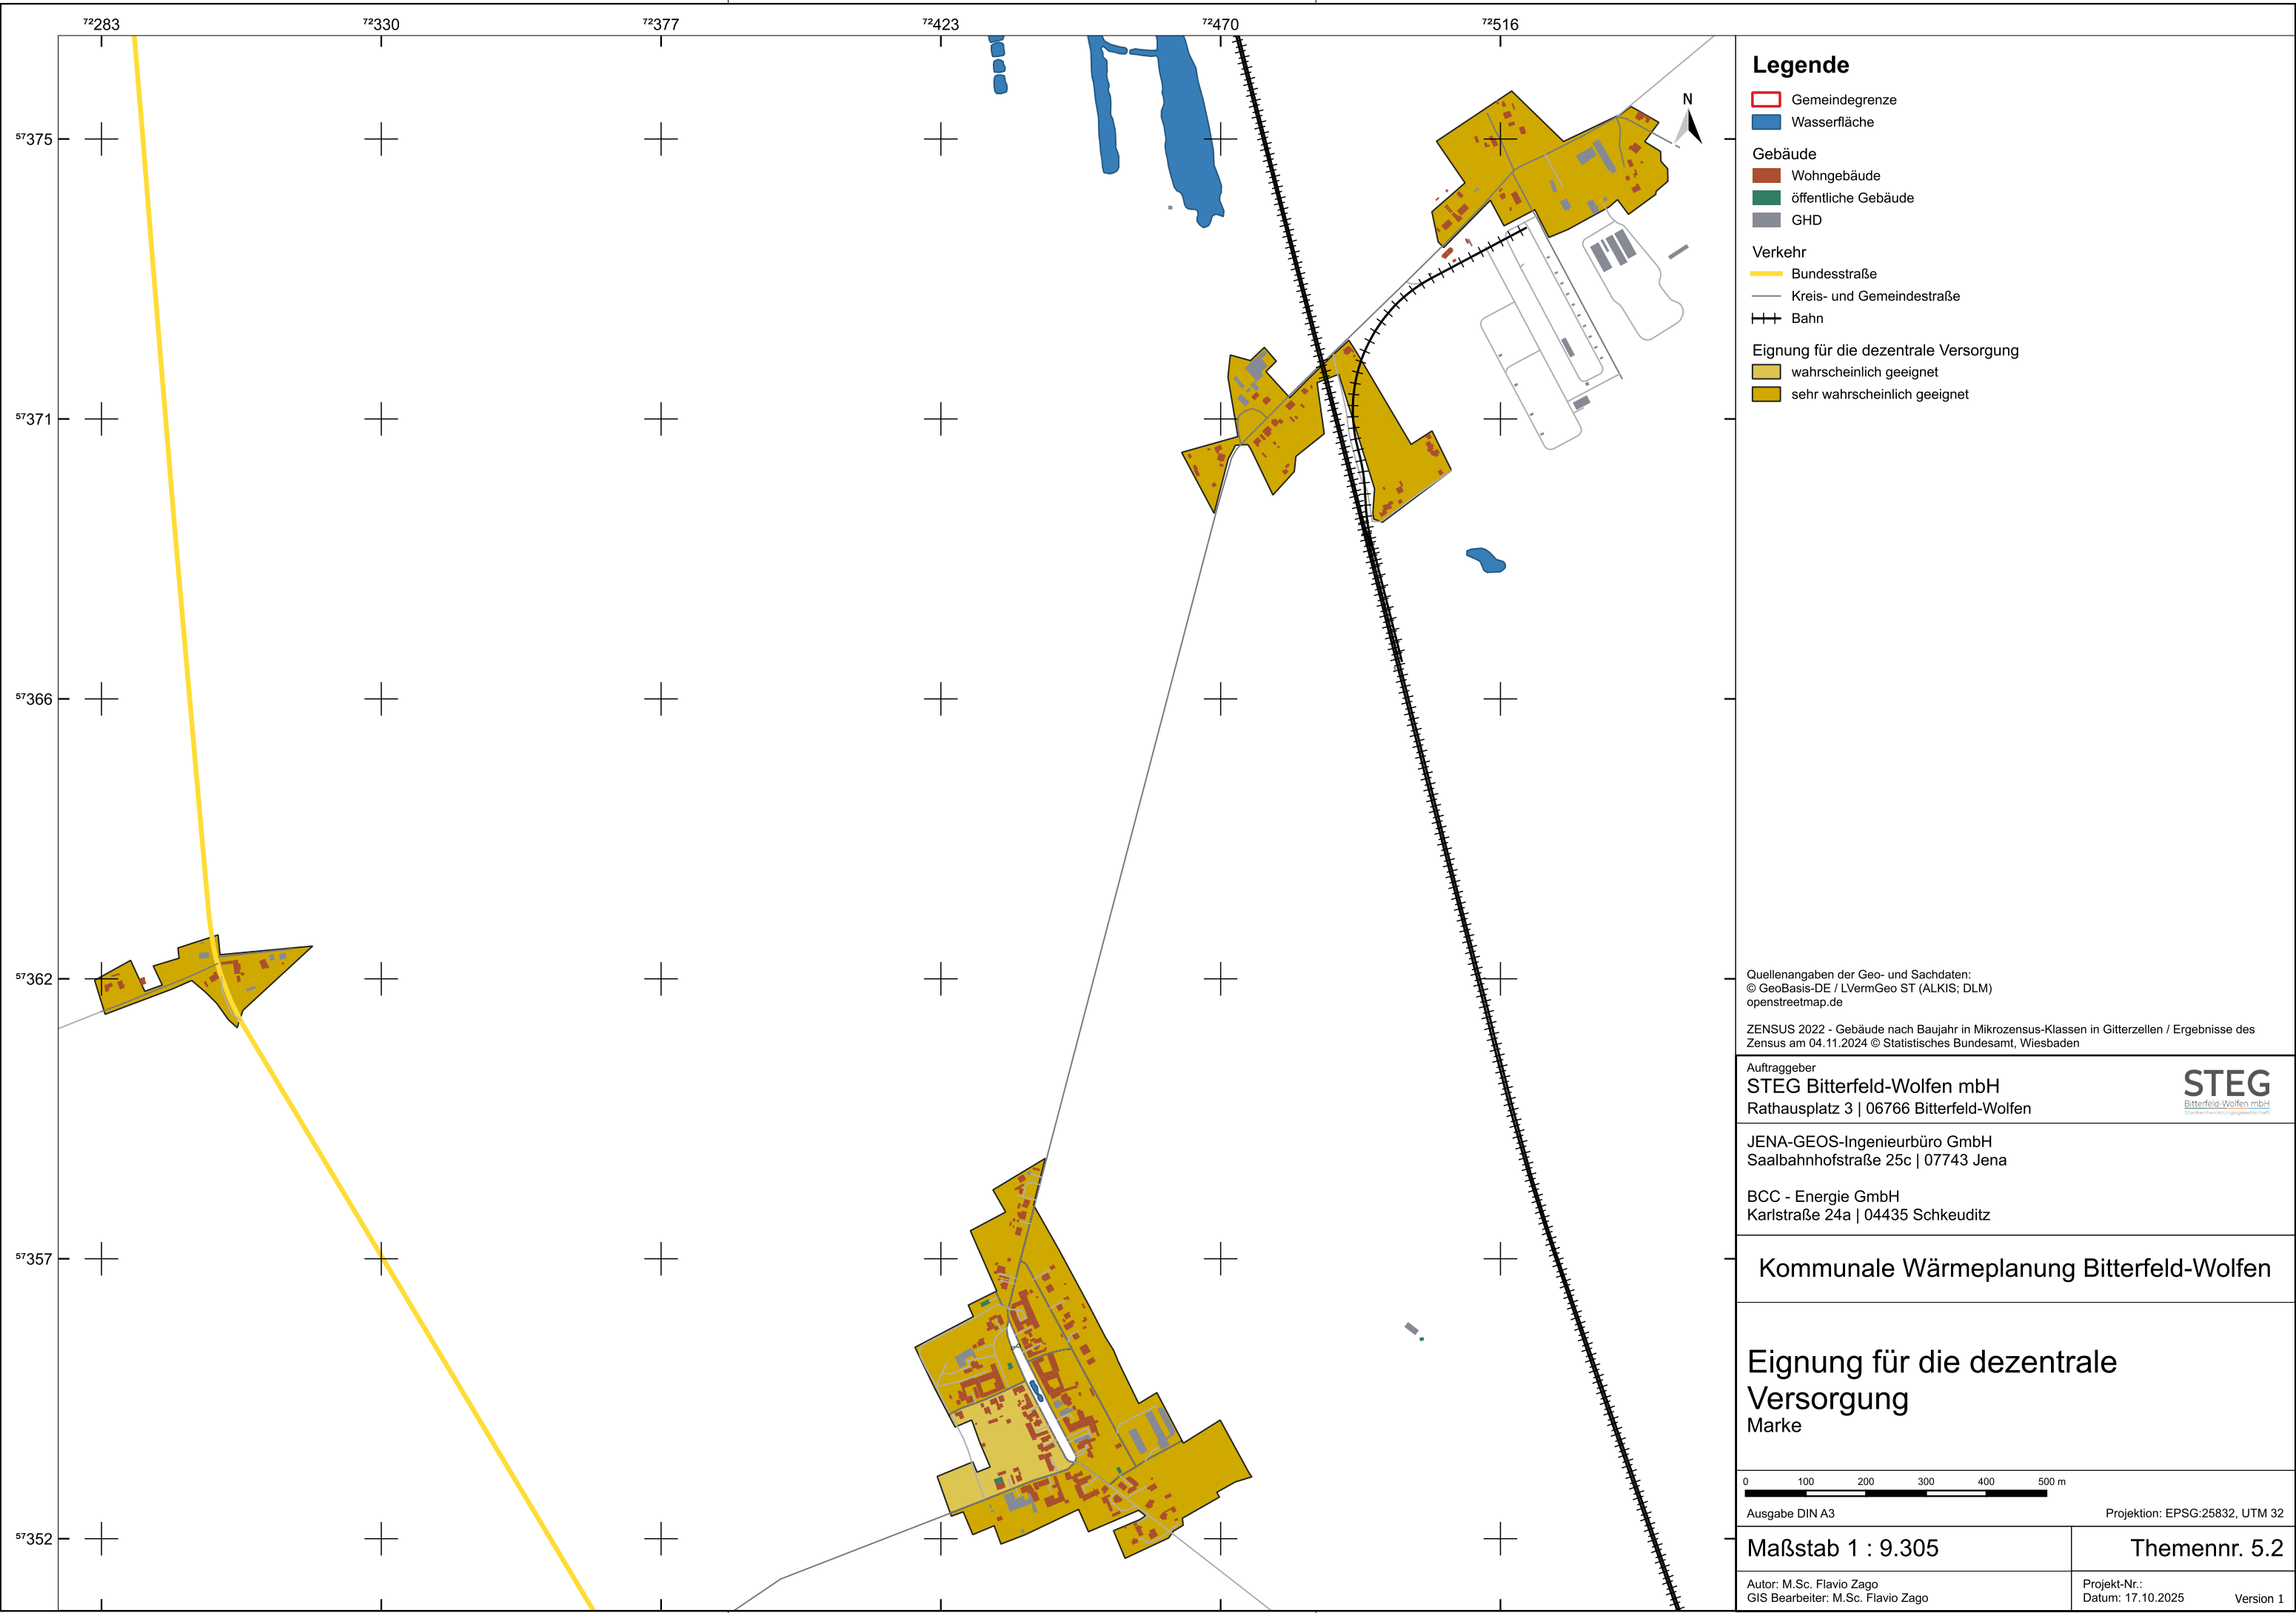 72283 72330 72377 72423 72470 72516
57375
57371
57366
57362
57357
57352
N
Legende
Gemeindegrenze
Wasserfläche
Gebäude
Wohngebäude
öffentliche Gebäude
GHD
Verkehr
Bundesstraße
Kreis- und Gemeindestraße
Bahn
Eignung für die dezentrale Versorgung
wahrscheinlich geeignet
sehr wahrscheinlich geeignet
Quellenangaben der Geo- und Sachdaten:
© GeoBasis-DE / LVermGeo ST (ALKIS; DLM)
openstreetmap.de
ZENSUS 2022 - Gebäude nach Baujahr in Mikrozensus-Klassen in Gitterzellen / Ergebnisse des
Zensus am 04.11.2024 © Statistisches Bundesamt, Wiesbaden
Auftraggeber
STEG Bitterfeld-Wolfen mbH
Rathausplatz 3 | 06766 Bitterfeld-Wolfen
STEG
Bitterfeld-Wolfen mbH
Stadtentwicklungsgesellschaft
JENA-GEOS-Ingenieurbüro GmbH
Saalbahnhofstraße 25c | 07743 Jena
BCC - Energie GmbH
Karlstraße 24a | 04435 Schkeuditz
Kommunale Wärmeplanung Bitterfeld-Wolfen
Eignung für die dezentrale
Versorgung
Marke
0 100 200 300 400 500 m
Ausgabe DIN A3 Projektion: EPSG:25832, UTM 32
Maßstab 1 : 9.305 Themennr. 5.2
Autor: M.Sc. Flavio Zago
GIS Bearbeiter: M.Sc. Flavio Zago
Projekt-Nr.:
Datum: 17.10.2025 Version 1